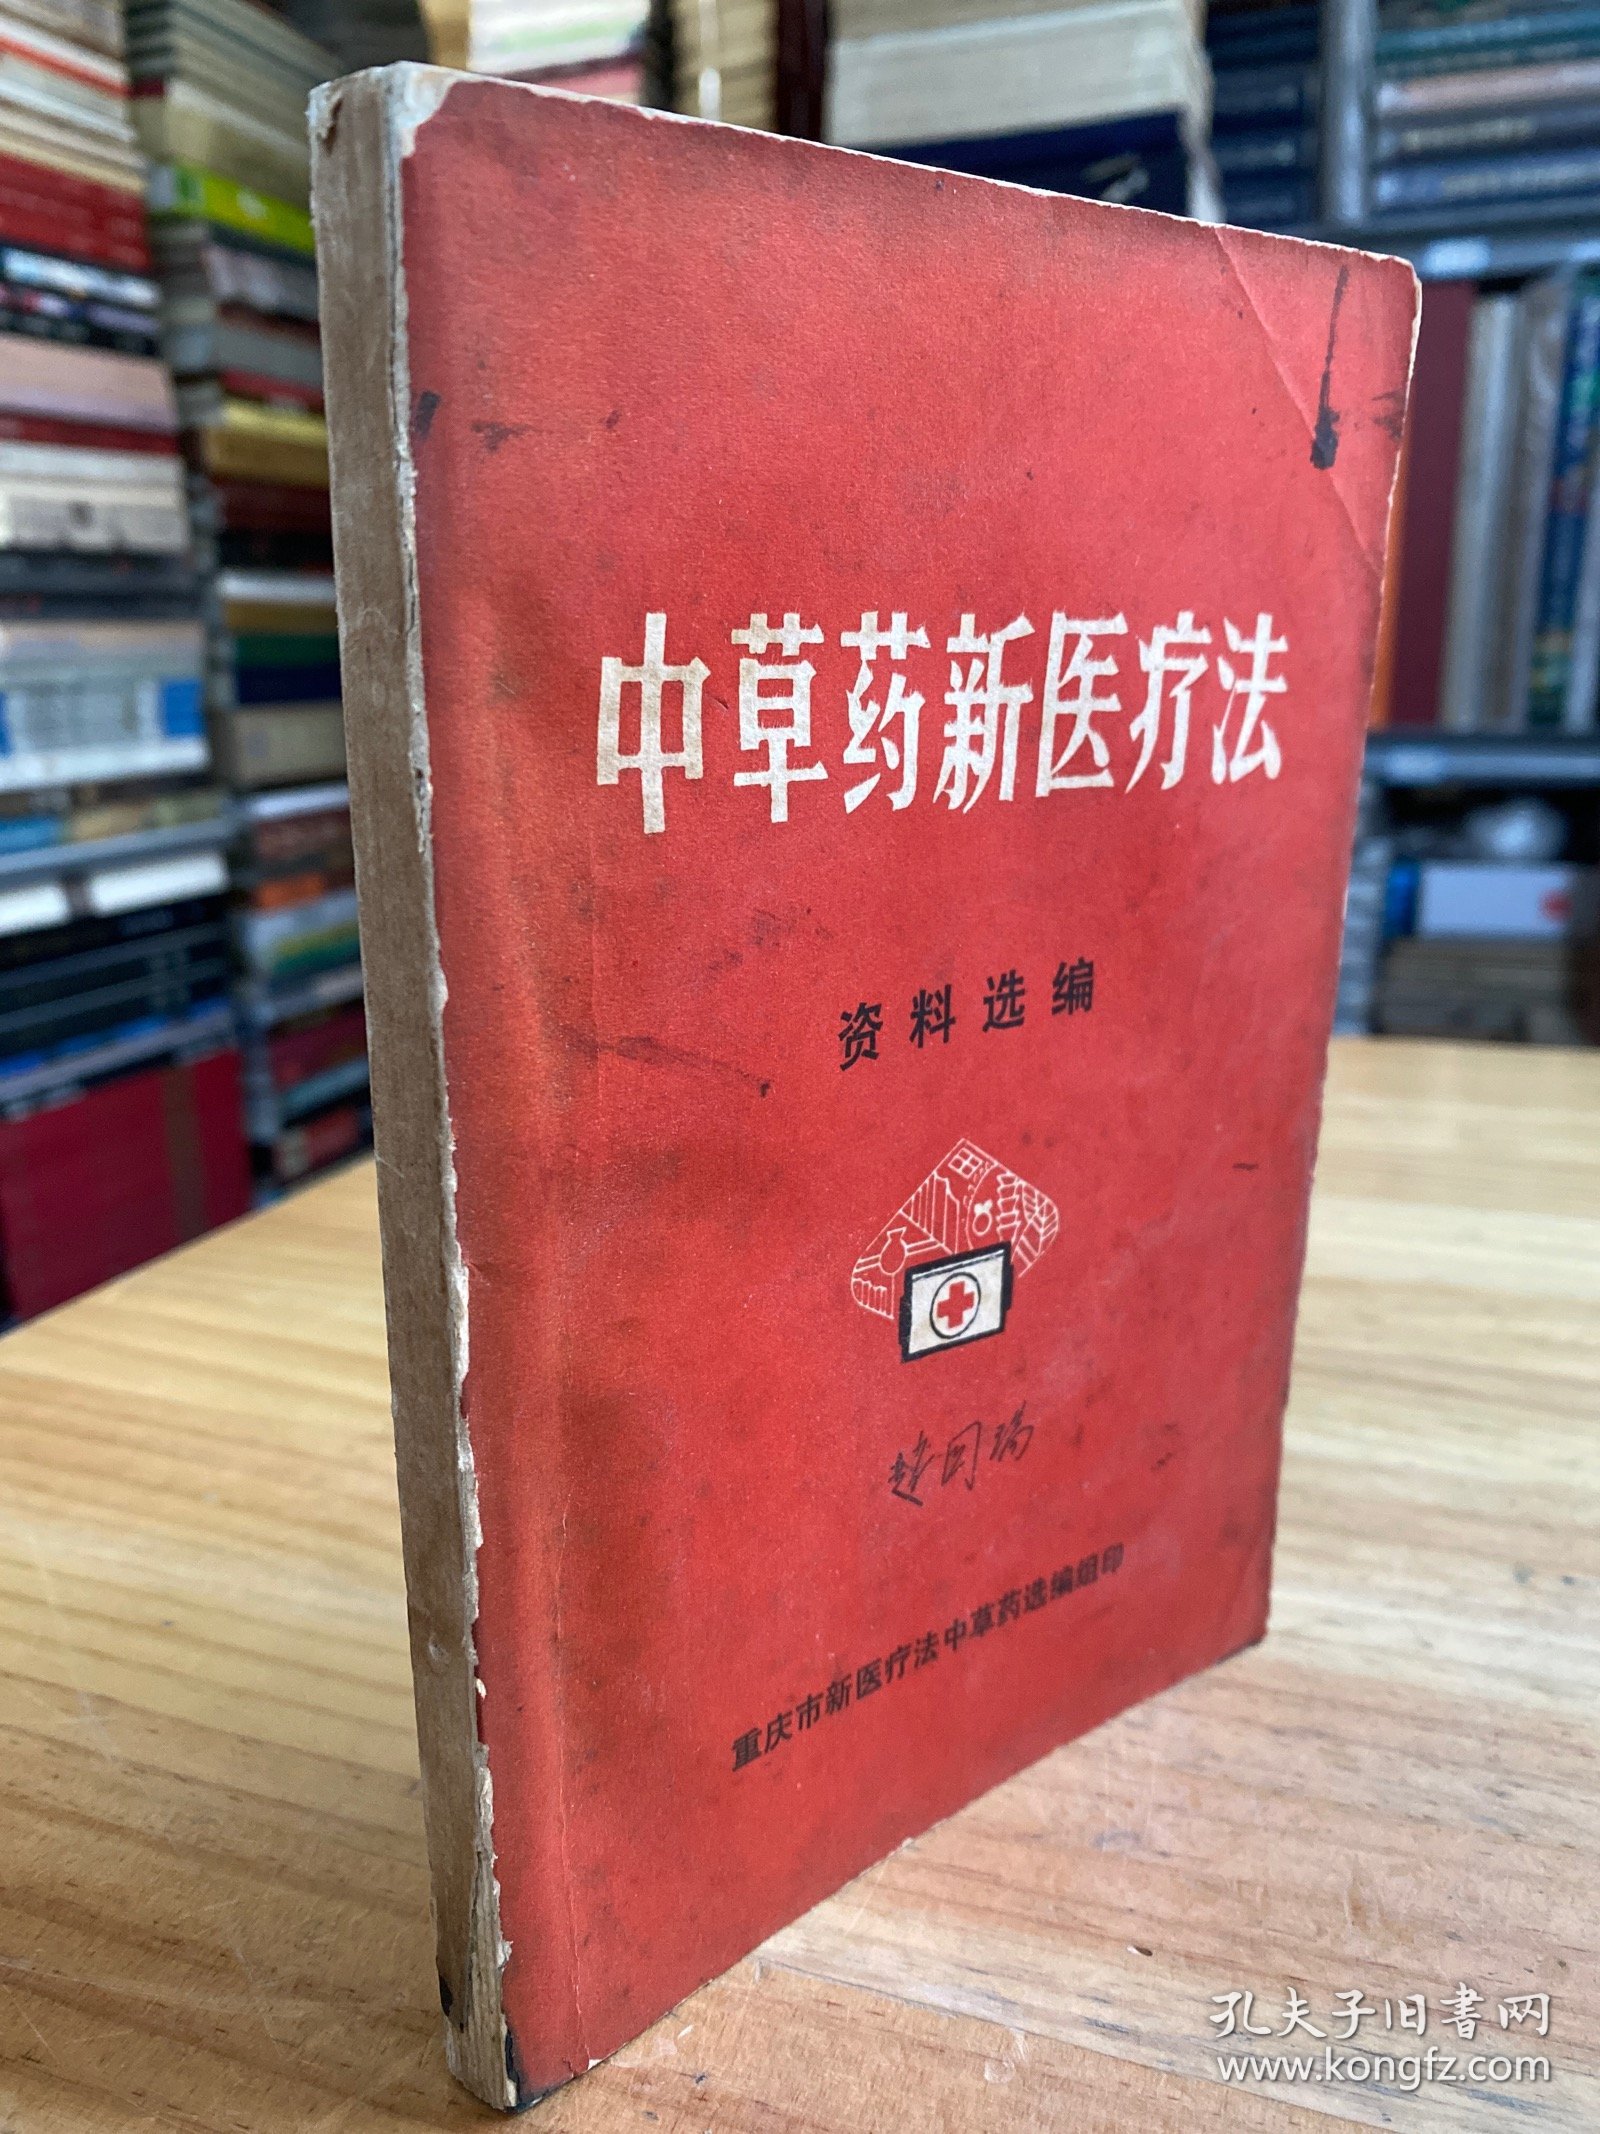 中草药新医疗法
资料选编
重庆市新医疗法中草药选编组印
孔夫子旧书网
www.kongfz.com